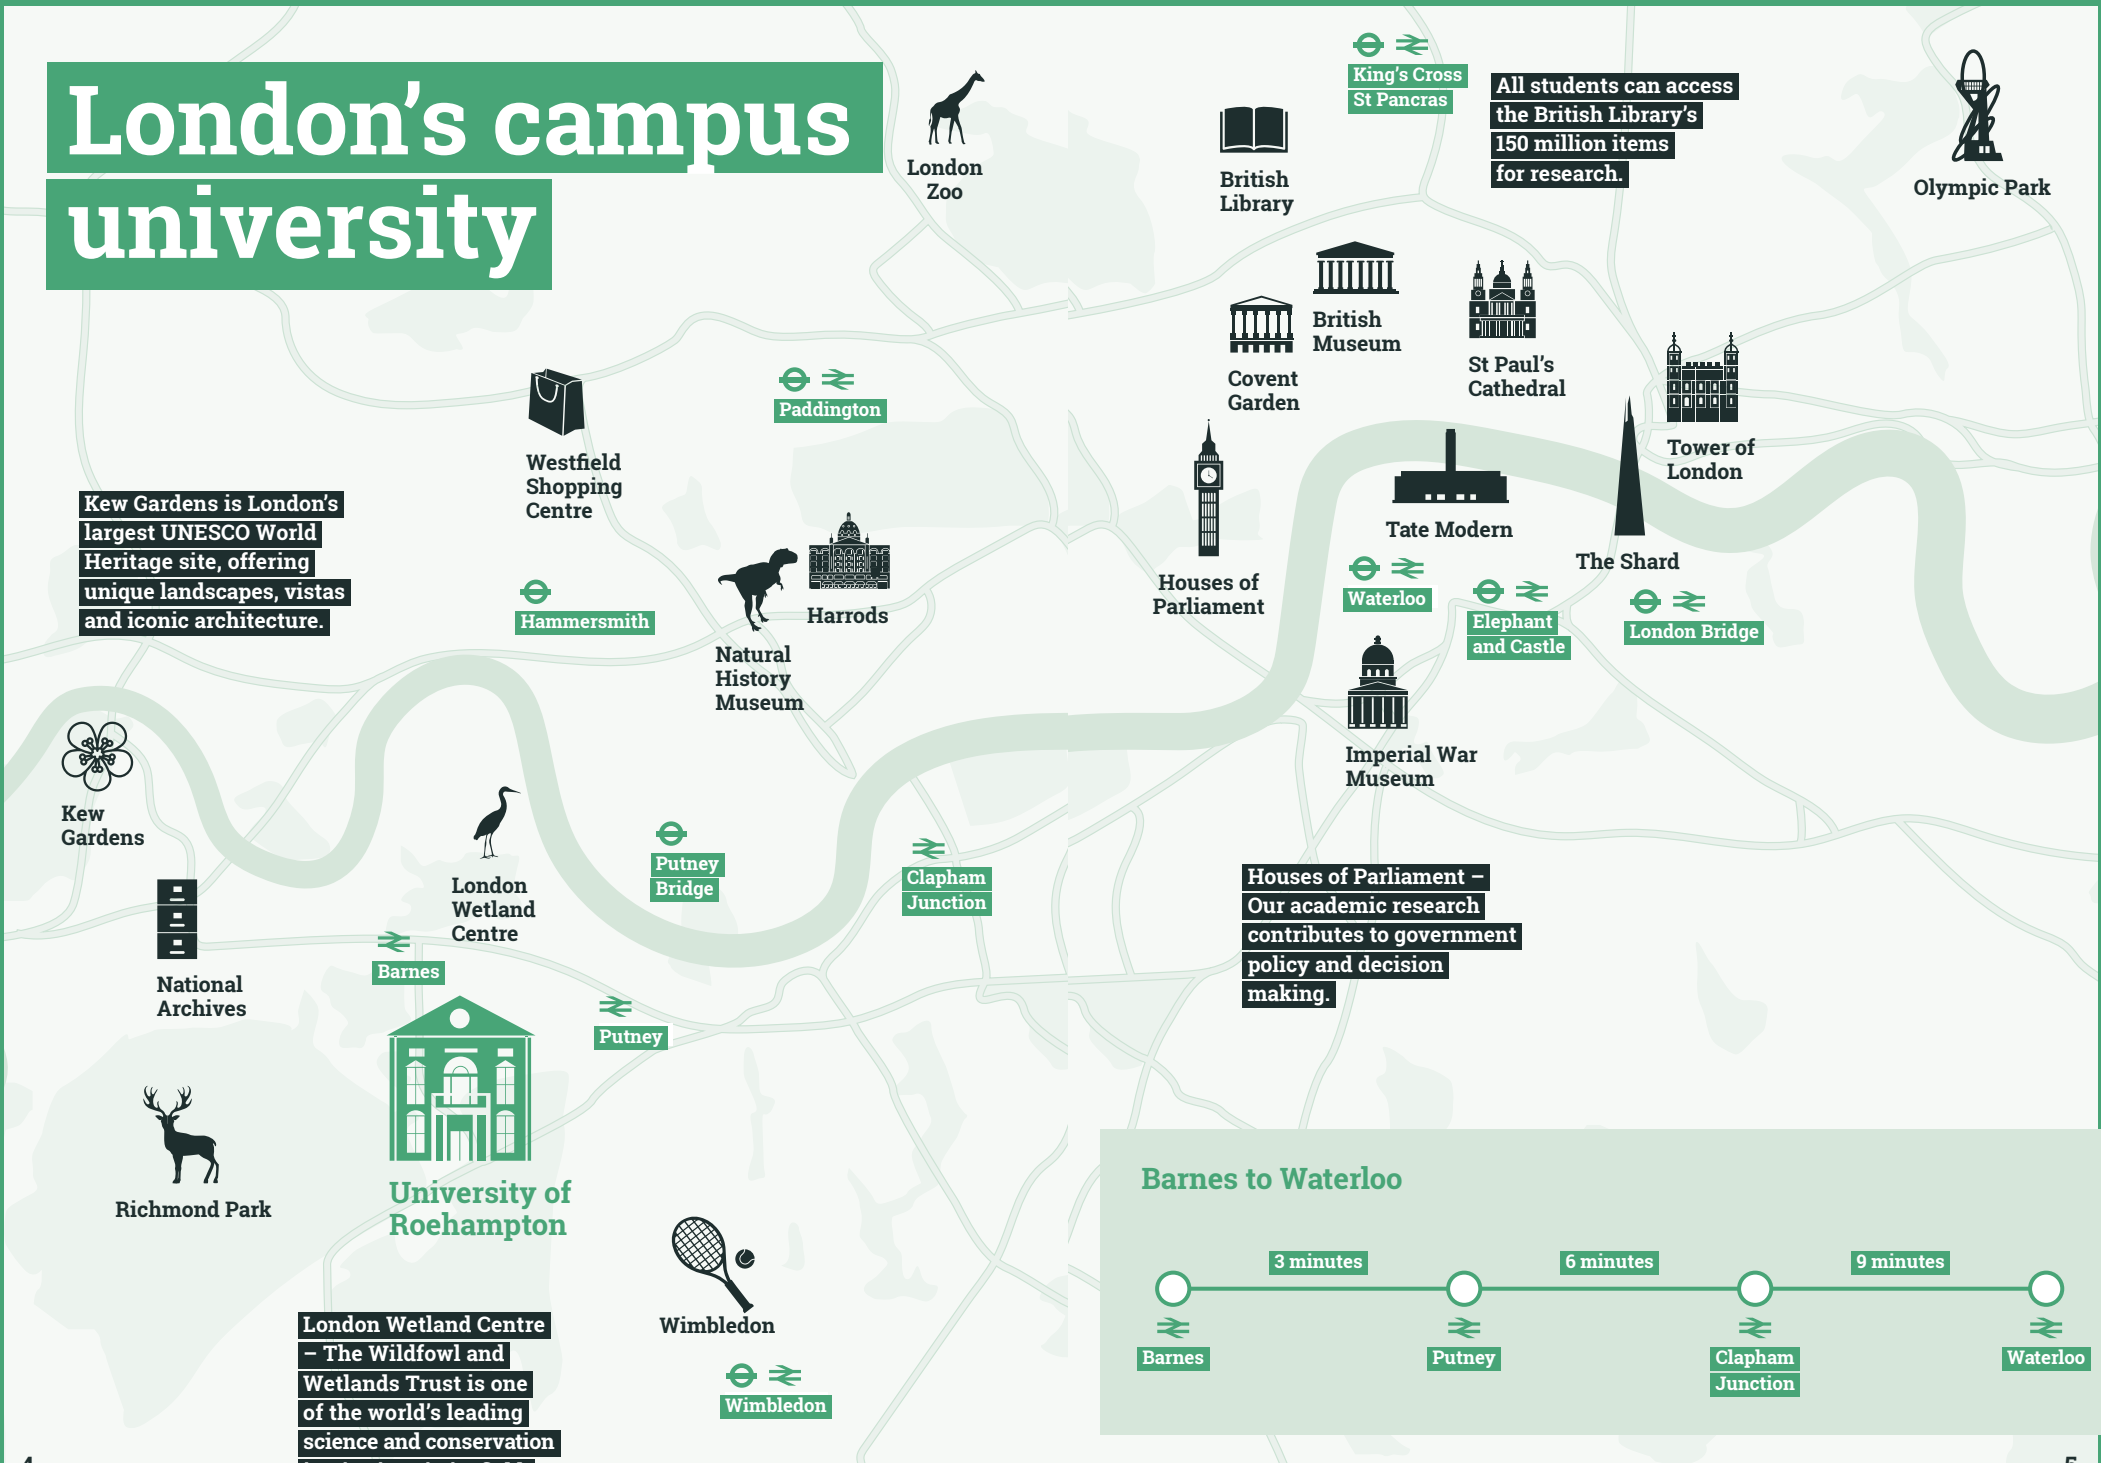 London’s campus
university
London
Zoo
British
Library
King’s Cross
St Pancras
All students can access
the British Library’s
150 million items
for research.
Olympic Park
British
Museum
Covent
Garden
St Paul’s
Cathedral
Tower of
London
Paddington
Westfield
Shopping
Centre
Kew Gardens is London’s
largest UNESCO World
Heritage site, offering
unique landscapes, vistas
and iconic architecture.
Hammersmith
Harrods
Natural
History
Museum
Houses of
Parliament
Tate Modern
The Shard
Waterloo
Elephant
and Castle
London Bridge
Imperial War
Museum
Kew
Gardens
London
Wetland
Centre
Putney
Bridge
Clapham
Junction
National
Archives
Barnes
Putney
Houses of Parliament –
Our academic research
contributes to government
policy and decision
making.
Richmond Park
University of
Roehampton
Wimbledon
Wimbledon
London Wetland Centre
– The Wildfowl and
Wetlands Trust is one
of the world’s leading
science and conservation
Barnes to Waterloo
3 minutes
6 minutes
9 minutes
Barnes
Putney
Clapham
Junction
Waterloo